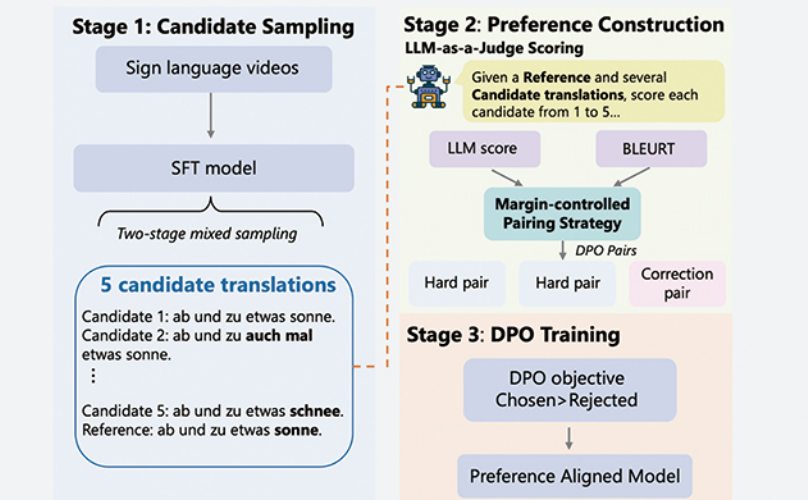 Stage 1: Candidate Sampling
Sign language videos
SFT model
Two-stage mixed sampling
5 candidate translations
Candidate 1: ab und zu etwas sonne.
Candidate 2: ab und zu auch mal
etwas sonne.
⋮
Candidate 5: ab und zu etwas schnee.
Reference: ab und zu etwas sonne.
Stage 2: Preference Construction
LLM-as-a-Judge Scoring
Given a Reference and several
Candidate translations, score each
candidate from 1 to 5...
LLM score
BLEURT
Margin-controlled
Pairing Strategy
DPO Pairs
Hard pair
Hard pair
Correction
pair
Stage 3: DPO Training
DPO objective
Chosen>Rejected
Preference Aligned Model